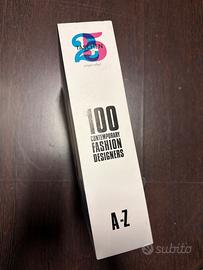 25
TASCHEN
100
CONTEMPORARY
FASHION
DESIGNERS
A-Z
subito